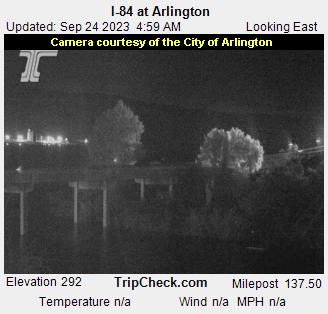 I-84 at Arlington
Updated: Sep 24 2023 4:59 AM Looking East
Camera courtesy of the City of Arlington
Elevation 292 TripCheck.com Milepost 137.50
Temperature n/a Wind n/a MPH n/a